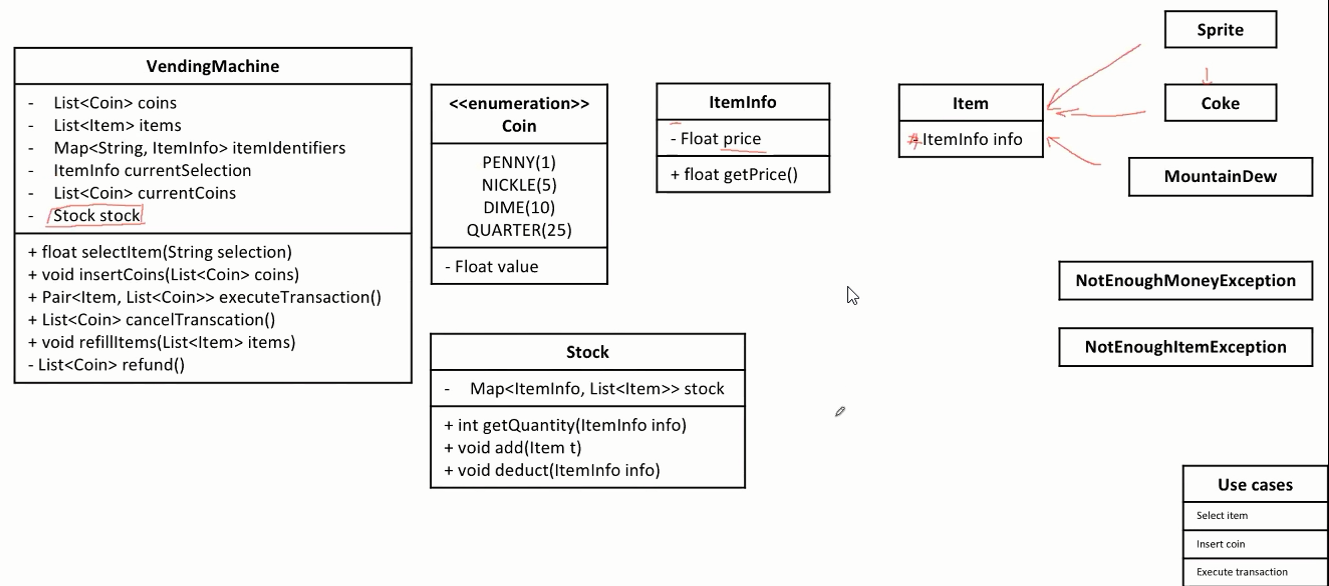 VendingMachine
- List<Coin> coins
- List<Item> items
- Map<String, ItemInfo> itemIdentifiers
- ItemInfo currentSelection
- List<Coin> currentCoins
- Stock stock
+ float selectItem(String selection)
+ void insertCoins(List<Coin> coins)
+ Pair<Item, List<Coin>> executeTransaction()
+ List<Coin> cancelTranscation()
+ void refillItems(List<Item> items)
- List<Coin> refund()
<<enumeration>>
Coin
PENNY(1)
NICKLE(5)
DIME(10)
QUARTER(25)
- Float value
Stock
- Map<ItemInfo, List<Item>> stock
+ int getQuantity(ItemInfo info)
+ void add(Item t)
+ void deduct(ItemInfo info)
ItemInfo
- Float price
+ float getPrice()
Item
- ItemInfo info
Sprite
Coke
MountainDew
NotEnoughMoneyException
NotEnoughItemException
Use cases
Select item
Insert coin
Execute transaction